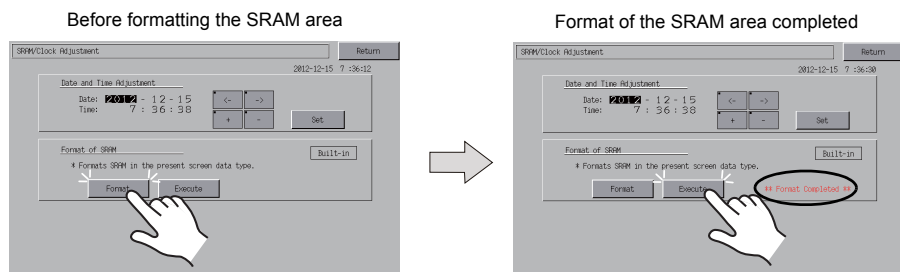 Before formatting the SRAM area
SRAM/Clock Adjustment
Return
2012-12-15 7 :36:12
Date and Time Adjustment
Date: 2012 - 12 - 15
Time: 7 : 36 : 38
<- ->
+ -
Set
Format of SRAM
Built-in
* Formats SRAM in the present screen data type.
Format Execute
Format of the SRAM area completed
SRAM/Clock Adjustment
Return
2012-12-15 7 :36:30
Date and Time Adjustment
Date: 2012 - 12 - 15
Time: 7 : 36 : 38
<- ->
+ -
Set
Format of SRAM
Built-in
* Formats SRAM in the present screen data type.
Format Execute
** Format Completed **